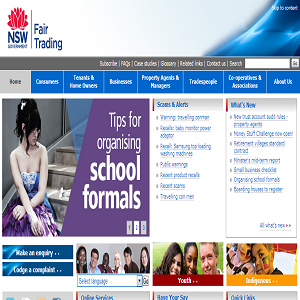 Skip to content
NSW
GOVERNMENT
Fair
Trading
Subscribe | FAQs | Case studies | Glossary | Related links | Contact us | Search
Home
Consumers
Tenants &
Home Owners
Businesses
Property Agents &
Managers
Tradespeople
Co-operatives &
Associations
About Us
Tips for
organising
school
formals
1 2 3
Scams & Alerts
Warning: travelling con men
Recalls: baby monitor power
adaptor
Recall: Samsung top loading
washing machines
Public warnings
Recent product recalls
Recent scams
Travelling con men
What's New
New trust account audit rules -
property agents
Money Stuff Challenge now open!
Retirement villages standard
contract
Minister's mid-term report
Small business checklist
Organising school formals
Boarding houses to register
All what's new
Make an enquiry
Lodge a complaint
Select language
Go
Youth
Indigenous
Online Services
Have Your Say
Quick Links